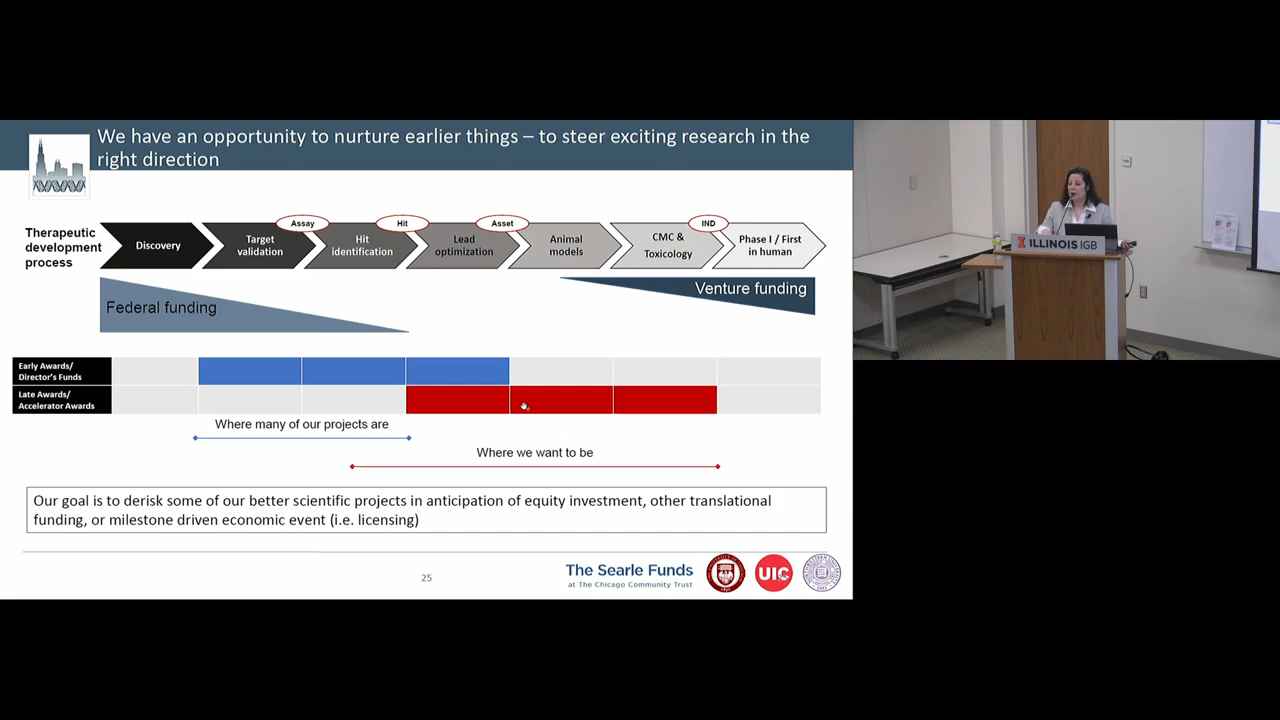 We have an opportunity to nurture earlier things – to steer exciting research in the
right direction
Therapeutic
development
process
Discovery
Target
validation
Assay
Hit
identification
Hit
Lead
optimization
Asset
Animal
models
CMC &
Toxicology
IND
Phase I / First
in human
Federal funding
Venture funding
Early Awards/
Director's Funds
Late Awards/
Accelerator Awards
Where many of our projects are
Where we want to be
Our goal is to derisk some of our better scientific projects in anticipation of equity investment, other translational
funding, or milestone driven economic event (i.e. licensing)
25
The Searle Funds
at The Chicago Community Trust
UIC
I ILLINOIS IGB